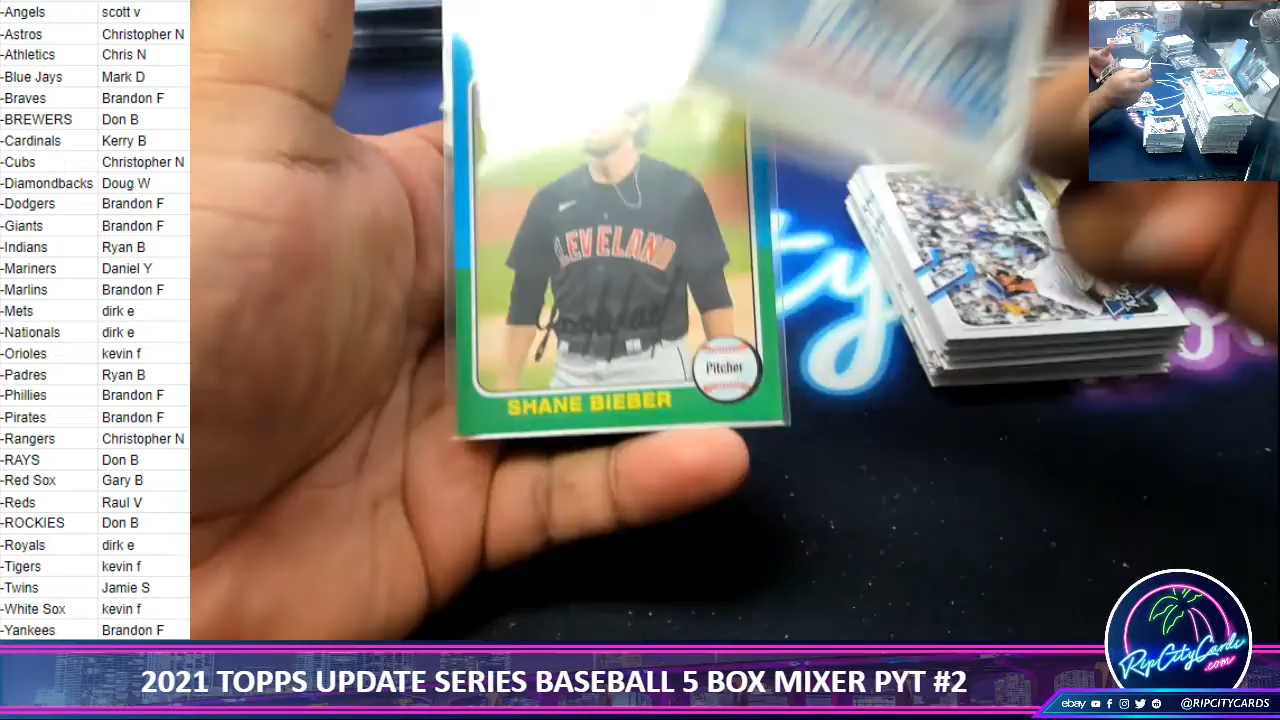 -Angels scott v
-Astros Christopher N
-Athletics Chris N
-Blue Jays Mark D
-Braves Brandon F
-BREWERS Don B
-Cardinals Kerry B
-Cubs Christopher N
-Diamondbacks Doug W
-Dodgers Brandon F
-Giants Brandon F
-Indians Ryan B
-Mariners Daniel Y
-Marlins Brandon F
-Mets dirk e
-Nationals dirk e
-Orioles kevin f
-Padres Ryan B
-Phillies Brandon F
-Pirates Brandon F
-Rangers Christopher N
-RAYS Don B
-Red Sox Gary B
-Reds Raul V
-ROCKIES Don B
-Royals dirk e
-Tigers kevin f
-Twins Jamie S
-White Sox kevin f
-Yankees Brandon F
CLEVELAND
Pitcher
SHANE BIEBER
2021 TOPPS UPDATE SERIES BASEBALL 5 BOX MIXER PYT #2
RipCityCards
.com
ebay @RIPCITYCARDS